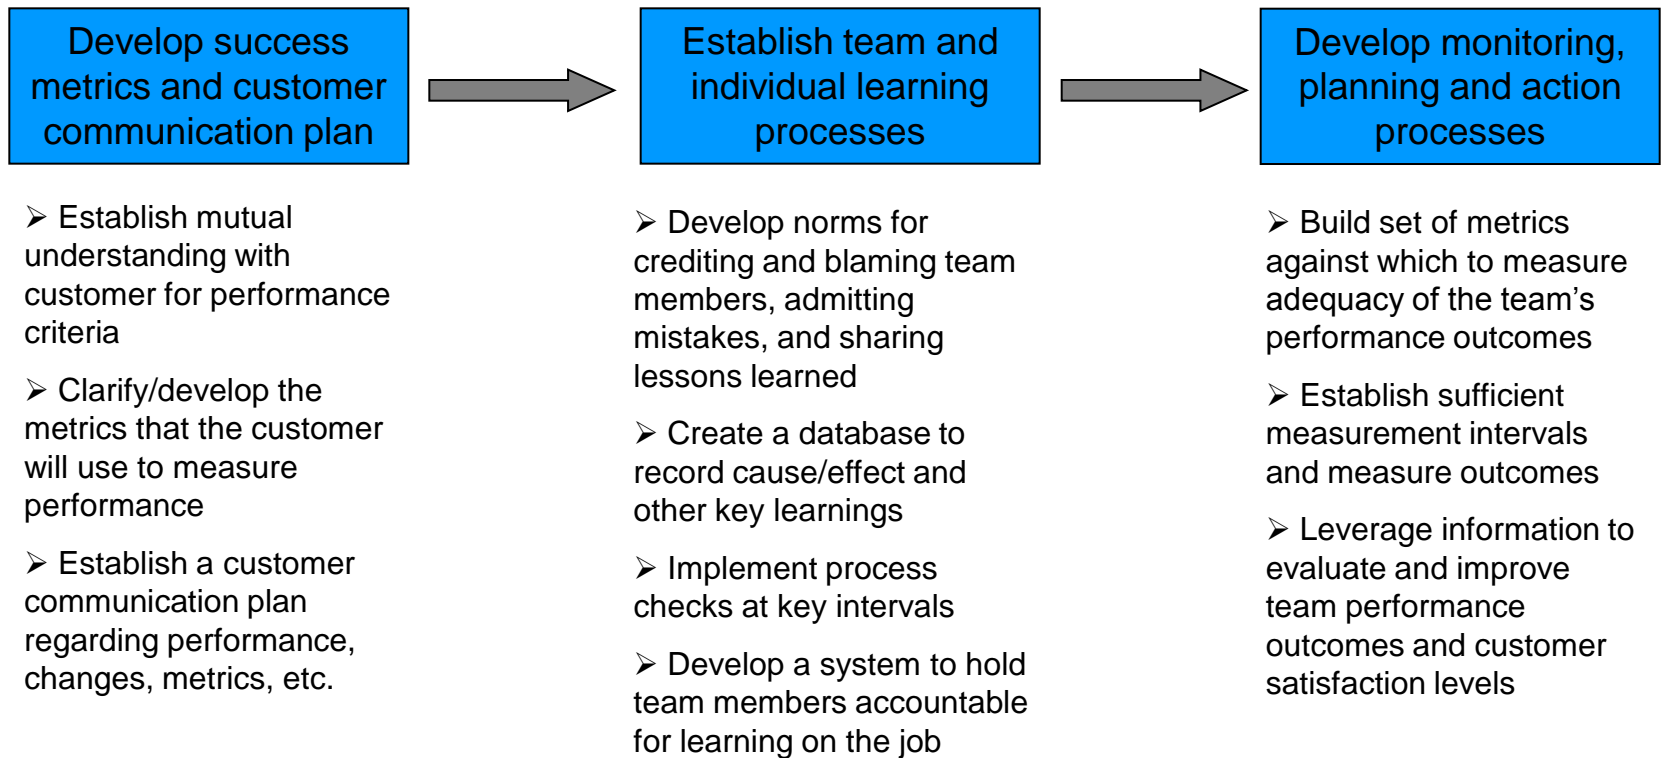 Develop success
metrics and customer
communication plan
➢ Establish mutual
understanding with
customer for performance
criteria
➢ Clarify/develop the
metrics that the customer
will use to measure
performance
➢ Establish a customer
communication plan
regarding performance,
changes, metrics, etc.
Establish team and
individual learning
processes
➢ Develop norms for
crediting and blaming team
members, admitting
mistakes, and sharing
lessons learned
➢ Create a database to
record cause/effect and
other key learnings
➢ Implement process
checks at key intervals
➢ Develop a system to hold
team members accountable
for learning on the job
Develop monitoring,
planning and action
processes
➢ Build set of metrics
against which to measure
adequacy of the team’s
performance outcomes
➢ Establish sufficient
measurement intervals
and measure outcomes
➢ Leverage information to
evaluate and improve
team performance
outcomes and customer
satisfaction levels